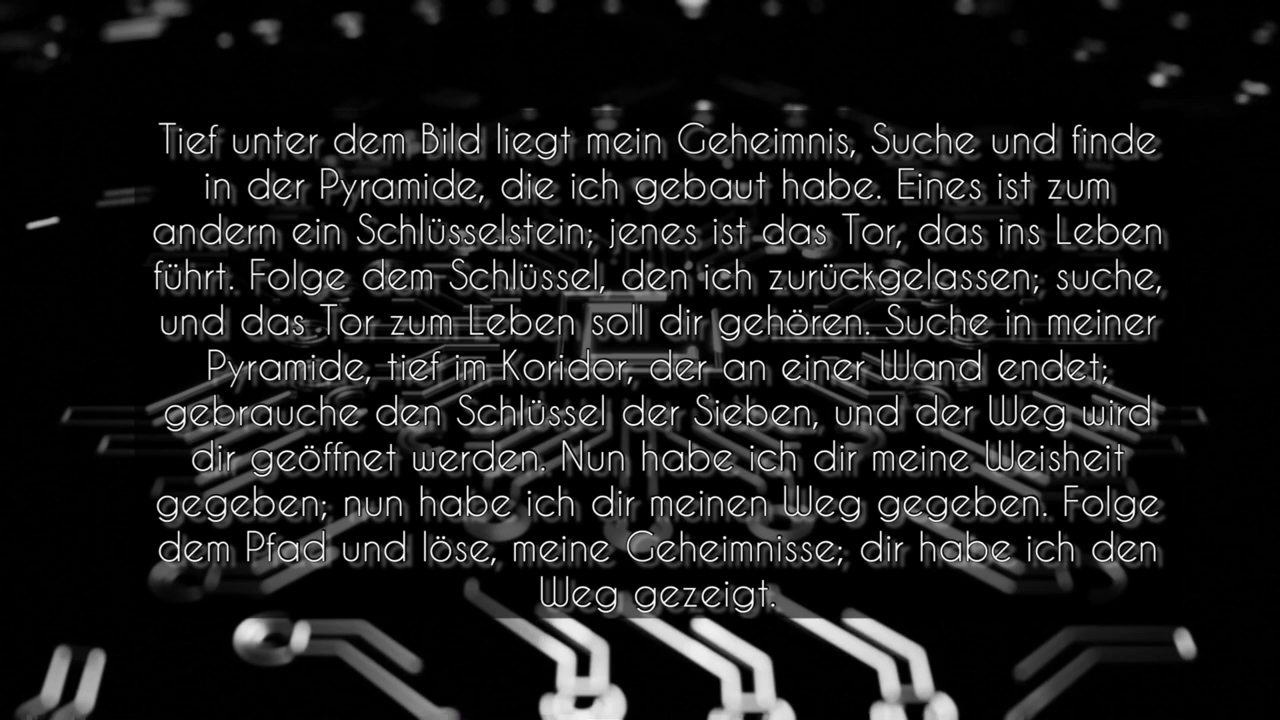 Tief unter dem Bild liegt mein Geheimnis, Suche und finde
in der Pyramide, die ich gebaut habe. Eines ist zum
andern ein Schlüsselstein; jenes ist das Tor, das ins Leben
führt. Folge dem Schlüssel, den ich zurückgelassen; suche,
und das Tor zum Leben soll dir gehören. Suche in meiner
Pyramide, tief im Koridor, der an einer Wand endet;
gebrauche den Schlüssel der Sieben, und der Weg wird
dir geöffnet werden. Nun habe ich dir meine Weisheit
gegeben; nun habe ich dir meinen Weg gegeben. Folge
dem Pfad und löse, meine Geheimnisse; dir habe ich den
Weg gezeigt.